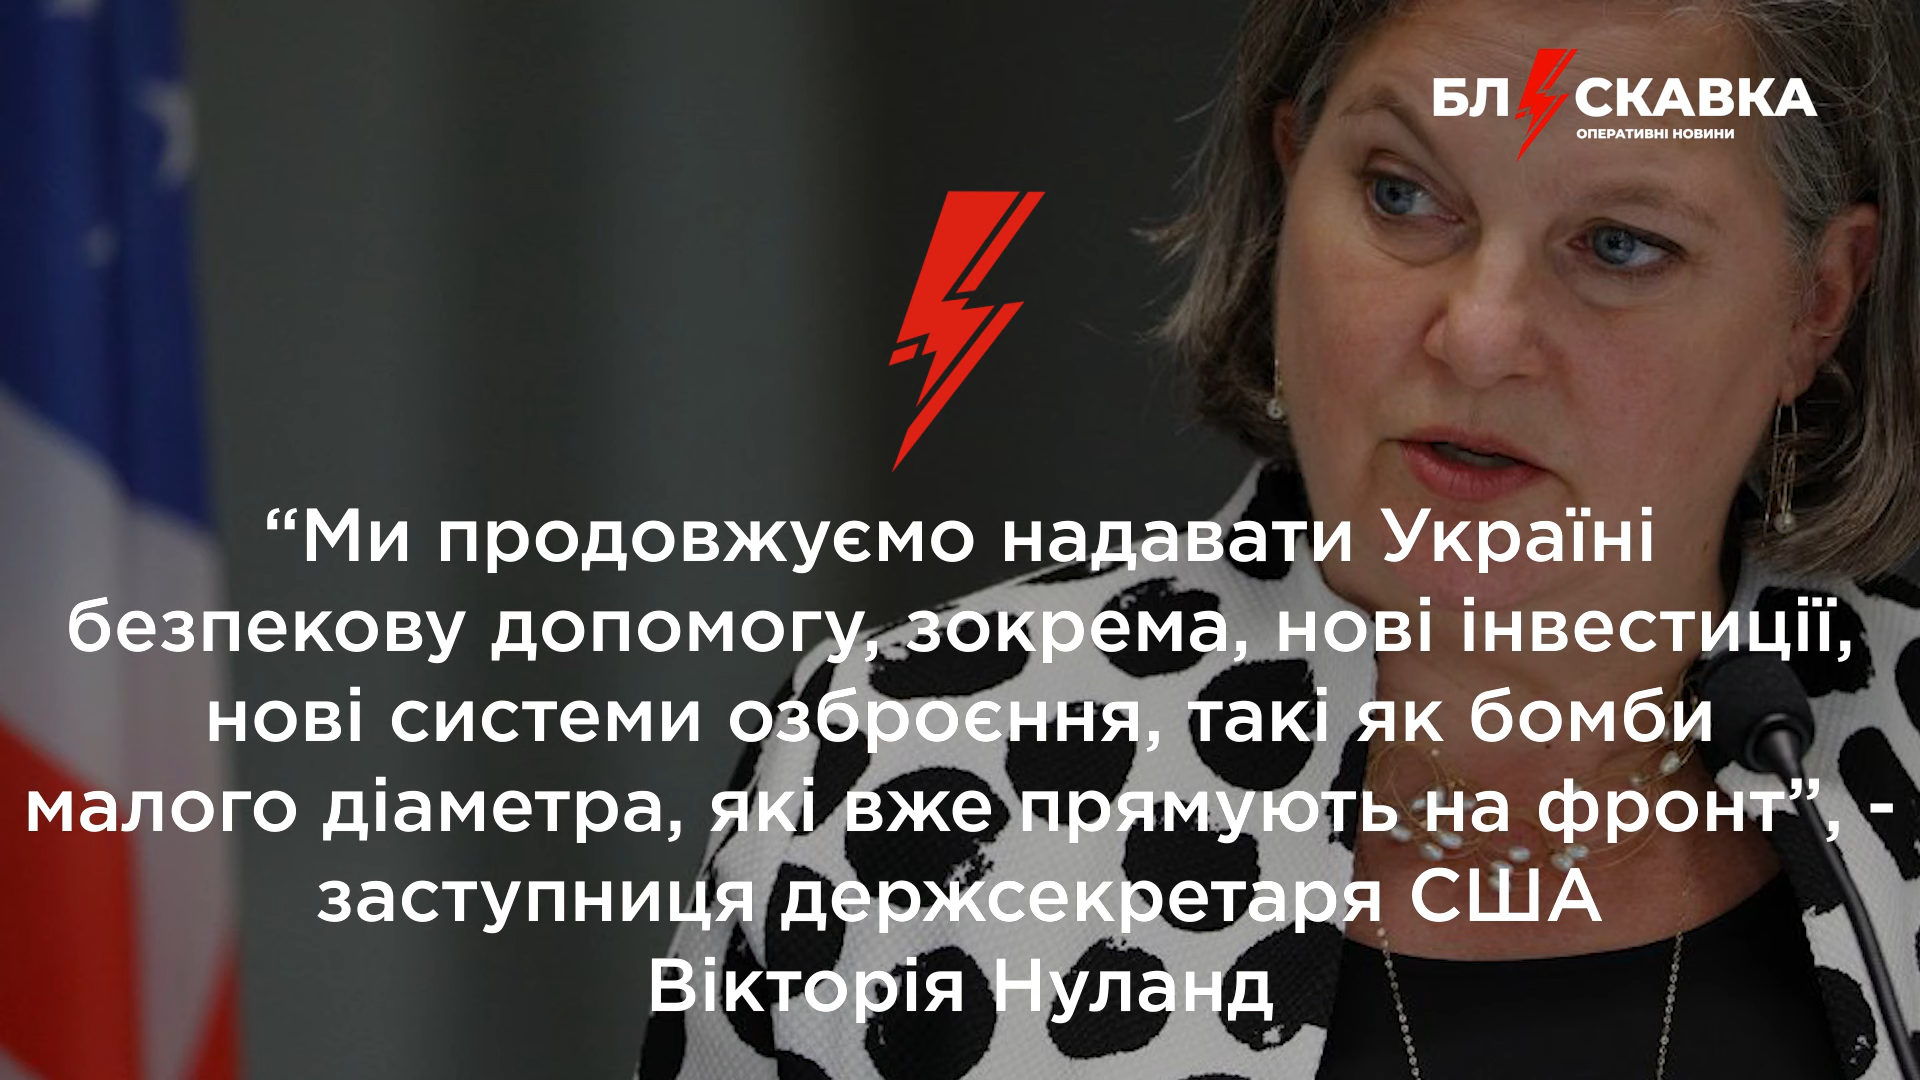 БЛИСКАВКА
ОПЕРАТИВНІ НОВИНИ
“Ми продовжуємо надавати Україні
безпекову допомогу, зокрема, нові інвестиції,
нові системи озброєння, такі як бомби
малого діаметра, які вже прямують на фронт”, -
заступниця держсекретаря США
Вікторія Нуланд